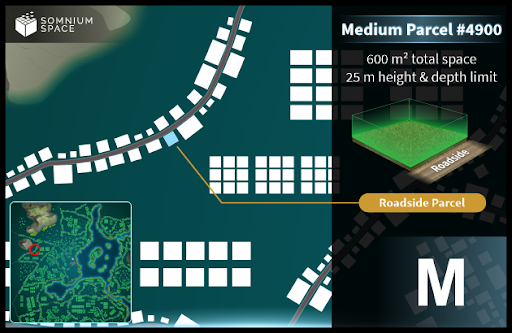 SOMNIUM
SPACE
Medium Parcel #4900
600 m² total space
25 m height & depth limit
Roadside
Roadside Parcel
M